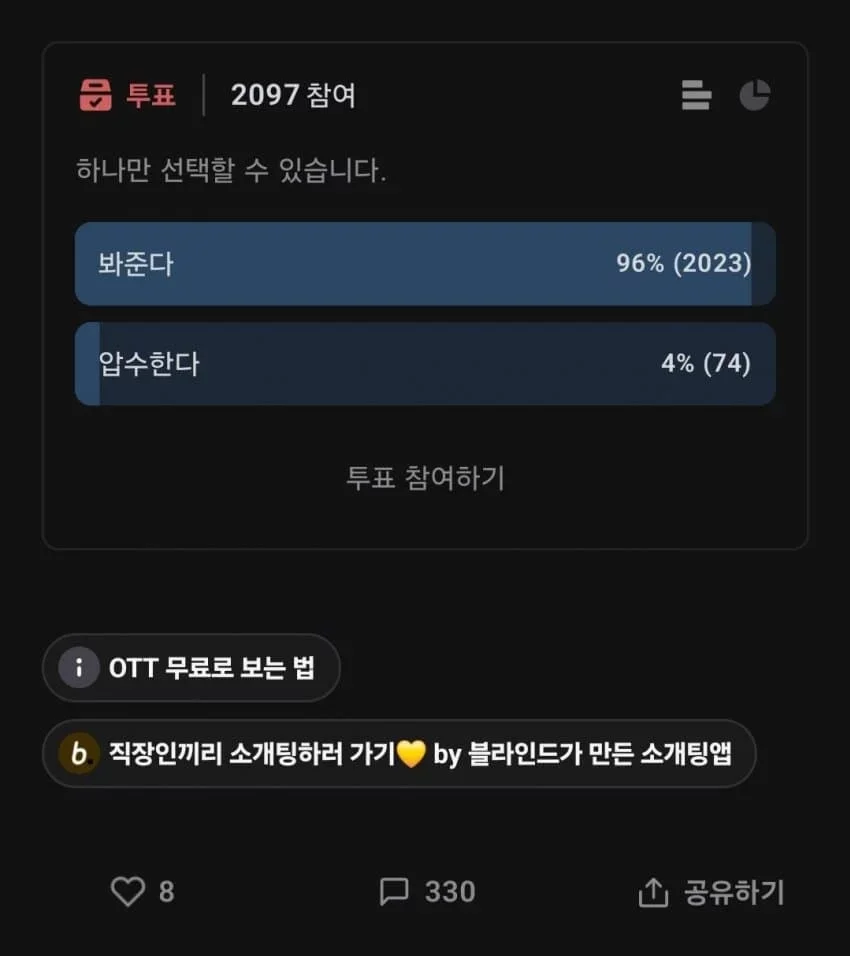 투표 | 2097 참여
하나만 선택할 수 있습니다.
봐준다 96% (2023)
압수한다 4% (74)
투표 참여하기
i OTT 무료로 보는 법
b. 직장인끼리 소개팅하러 가기💛 by 블라인드가 만든 소개팅앱
8 330 공유하기